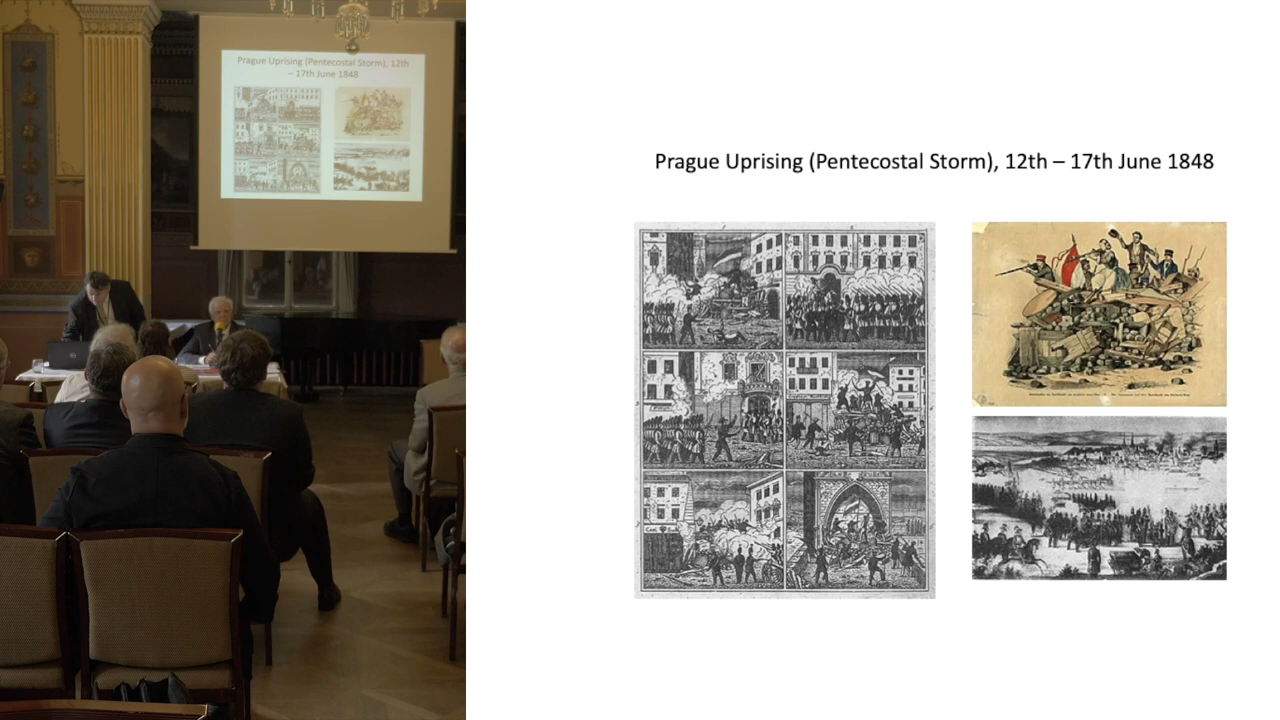 Prague Uprising (Pentecostal Storm), 12th
– 17th June 1848
Prague Uprising (Pentecostal Storm), 12th – 17th June 1848